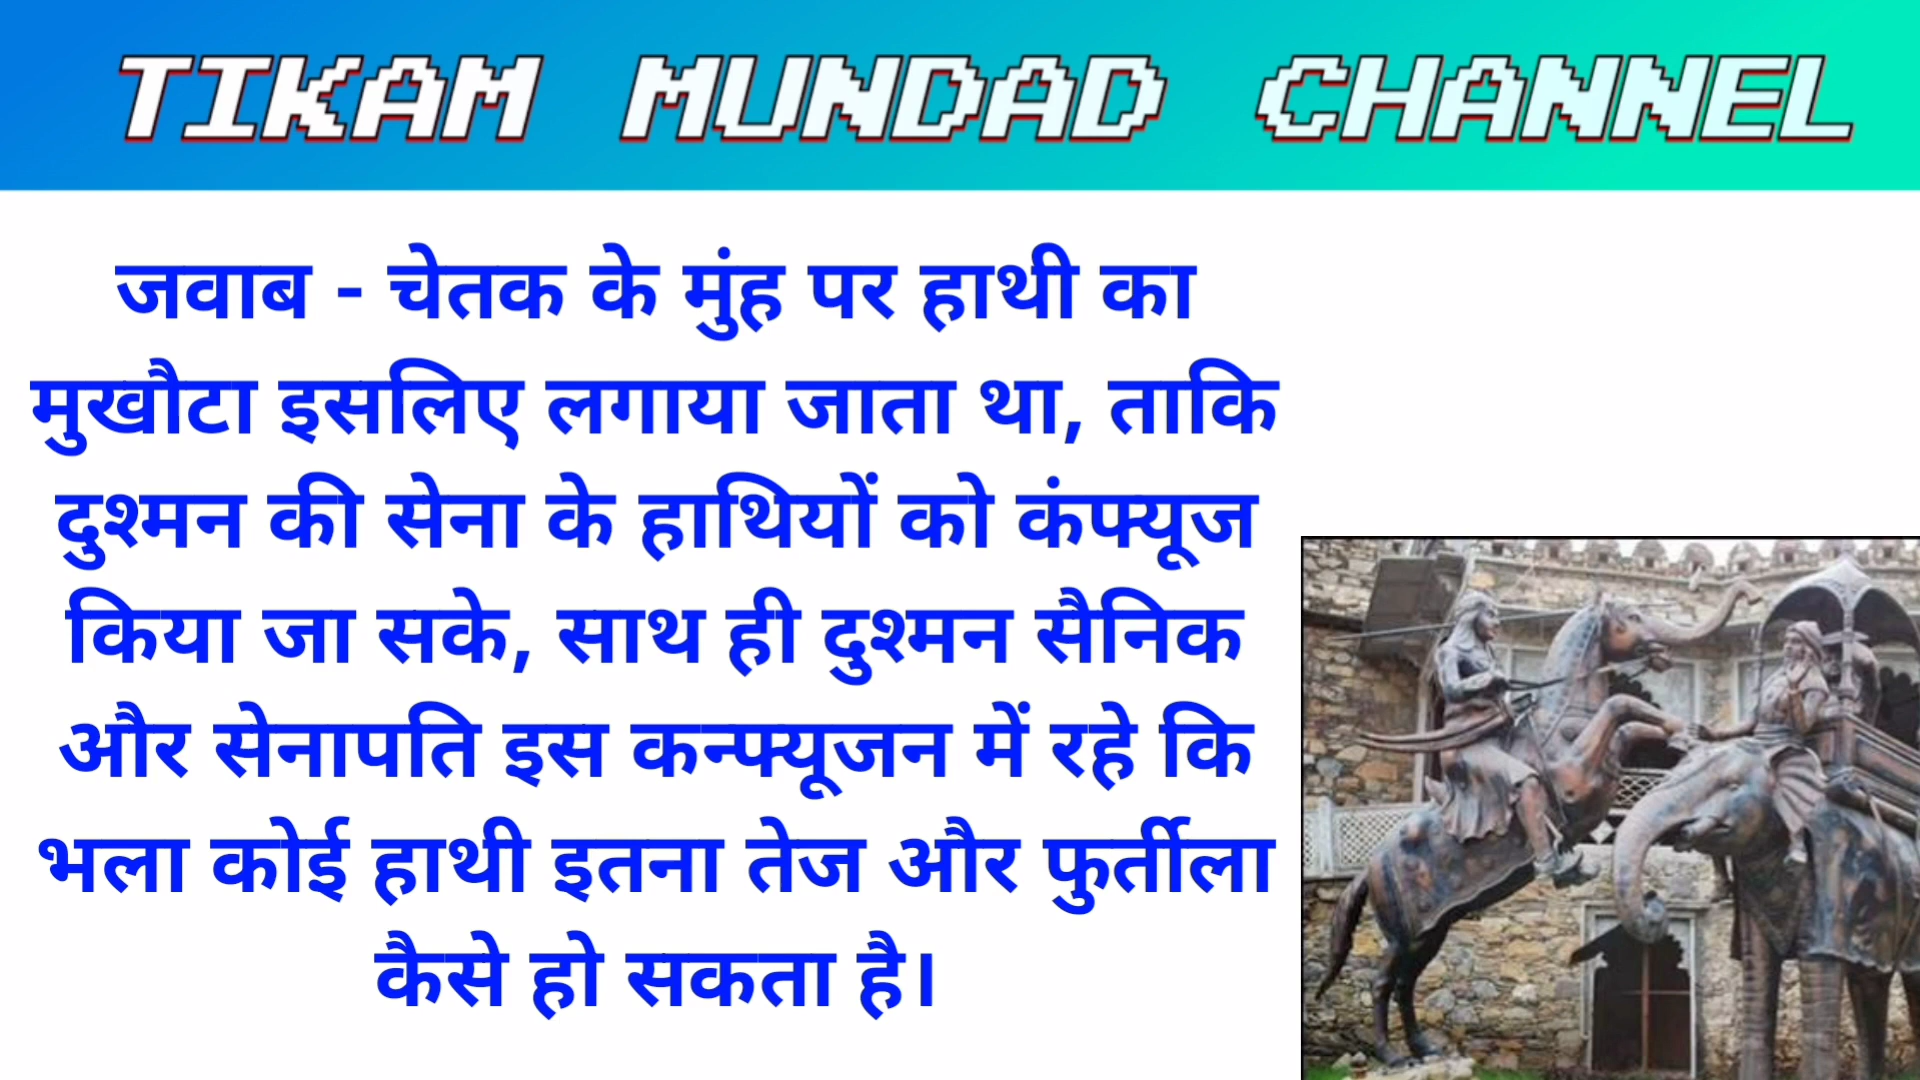 TIKAM MUNDAD CHANNEL
जवाब - चेतक के मुंह पर हाथी का
मुखौटा इसलिए लगाया जाता था, ताकि
दुश्मन की सेना के हाथियों को कंफ्यूज
किया जा सके, साथ ही दुश्मन सैनिक
और सेनापति इस कन्फ्यूजन में रहे कि
भला कोई हाथी इतना तेज और फुर्तीला
कैसे हो सकता है।